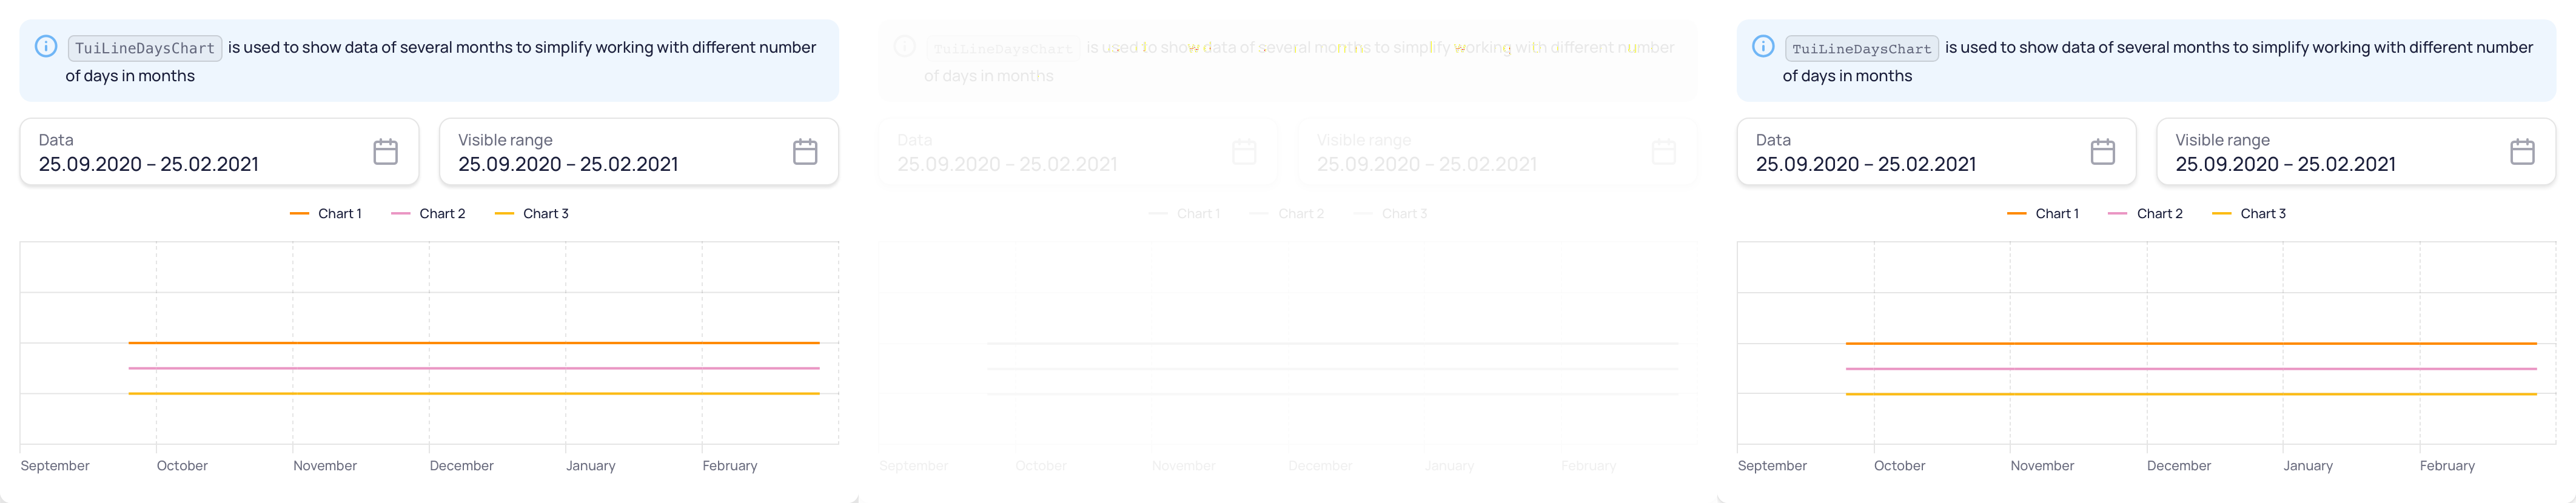 TuiLineDaysChart is used to show data of several months to simplify working with different number
of days in months
Data
25.09.2020 – 25.02.2021
Visible range
25.09.2020 – 25.02.2021
Chart 1 Chart 2 Chart 3
September October November December January February
TuiLineDaysChart is used to show data of several months to simplify working with different number
of days in months
Data
25.09.2020 – 25.02.2021
Visible range
25.09.2020 – 25.02.2021
Chart 1 Chart 2 Chart 3
September October November December January February
TuiLineDaysChart is used to show data of several months to simplify working with different number
of days in months
Data
25.09.2020 – 25.02.2021
Visible range
25.09.2020 – 25.02.2021
Chart 1 Chart 2 Chart 3
September October November December January February